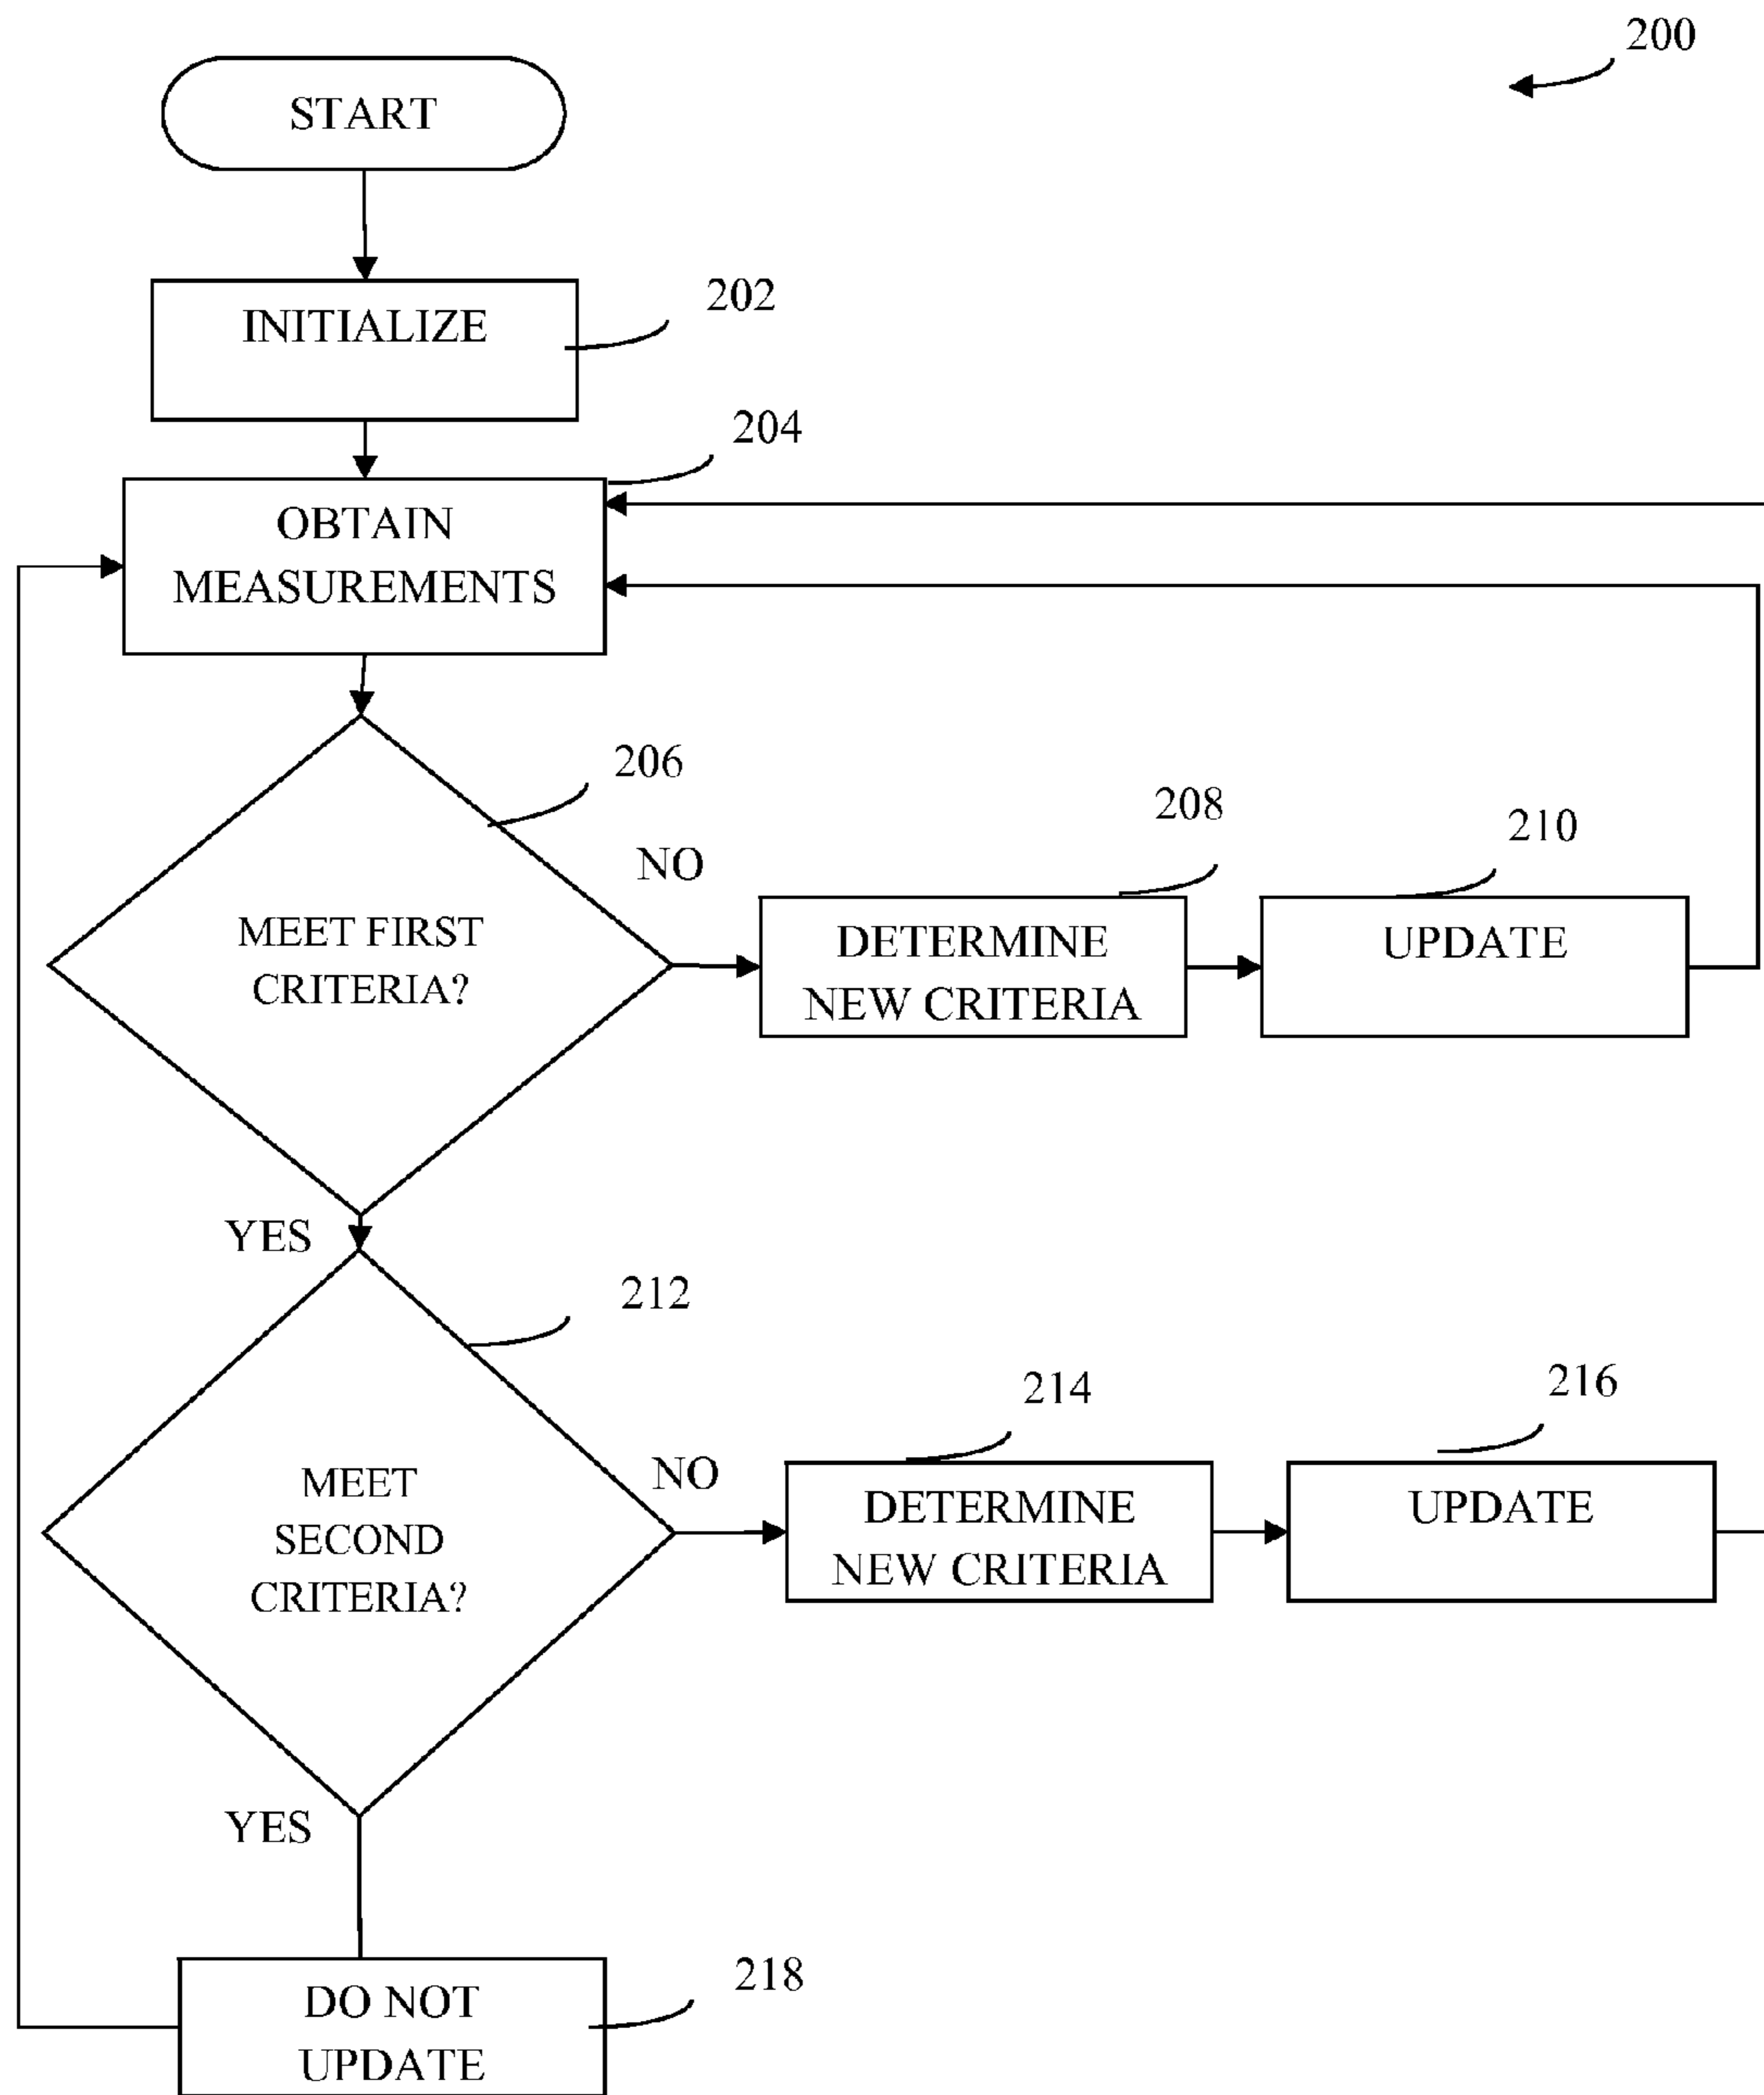 200
START
202
INITIALIZE
204
OBTAIN
MEASUREMENTS
206
NO
208
210
MEET FIRST
CRITERIA?
DETERMINE
NEW CRITERIA
UPDATE
YES
212
NO
214
216
MEET
SECOND
CRITERIA?
DETERMINE
NEW CRITERIA
UPDATE
YES
218
DO NOT
UPDATE